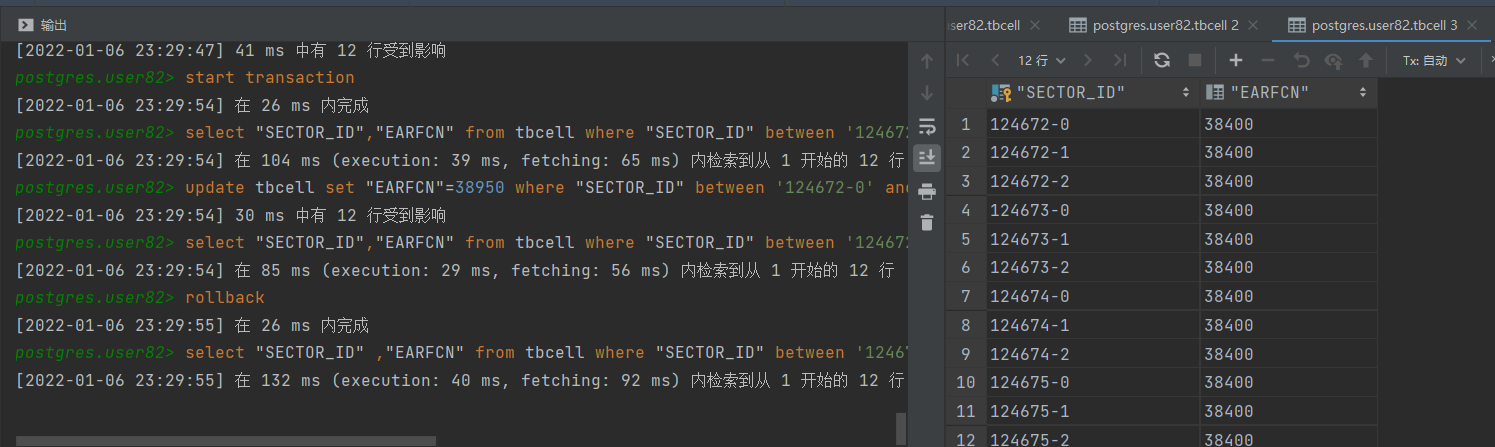 输出
[2022-01-06 23:29:47] 41 ms 中有 12 行受到影响
postgres.user82> start transaction
[2022-01-06 23:29:54] 在 26 ms 内完成
postgres.user82> select "SECTOR_ID","EARFCN" from tbcell where "SECTOR_ID" between '124672
[2022-01-06 23:29:54] 在 104 ms (execution: 39 ms, fetching: 65 ms) 内检索到从 1 开始的 12 行
postgres.user82> update tbcell set "EARFCN"=38950 where "SECTOR_ID" between '124672-0' and
[2022-01-06 23:29:54] 30 ms 中有 12 行受到影响
postgres.user82> select "SECTOR_ID","EARFCN" from tbcell where "SECTOR_ID" between '124672
[2022-01-06 23:29:54] 在 85 ms (execution: 29 ms, fetching: 56 ms) 内检索到从 1 开始的 12 行
postgres.user82> rollback
[2022-01-06 23:29:55] 在 26 ms 内完成
postgres.user82> select "SECTOR_ID" ,"EARFCN" from tbcell where "SECTOR_ID" between '12467
[2022-01-06 23:29:55] 在 132 ms (execution: 40 ms, fetching: 92 ms) 内检索到从 1 开始的 12 行
user82.tbcell postgres.user82.tbcell 2 postgres.user82.tbcell 3
12 行 Tx: 自动
"SECTOR_ID" "EARFCN"
1 124672-0 38400
2 124672-1 38400
3 124672-2 38400
4 124673-0 38400
5 124673-1 38400
6 124673-2 38400
7 124674-0 38400
8 124674-1 38400
9 124674-2 38400
10 124675-0 38400
11 124675-1 38400
12 124675-2 38400